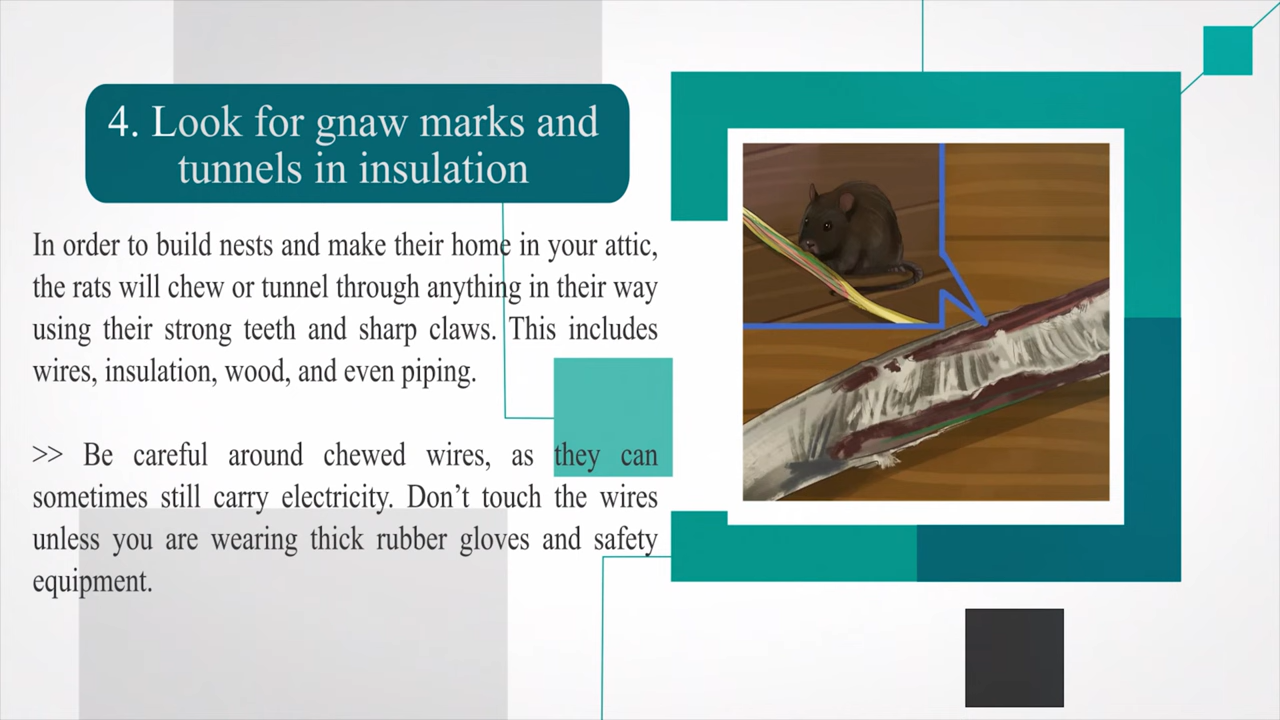 4. Look for gnaw marks and
tunnels in insulation
In order to build nests and make their home in your attic,
the rats will chew or tunnel through anything in their way
using their strong teeth and sharp claws. This includes
wires, insulation, wood, and even piping.
>> Be careful around chewed wires, as they can
sometimes still carry electricity. Don’t touch the wires
unless you are wearing thick rubber gloves and safety
equipment.